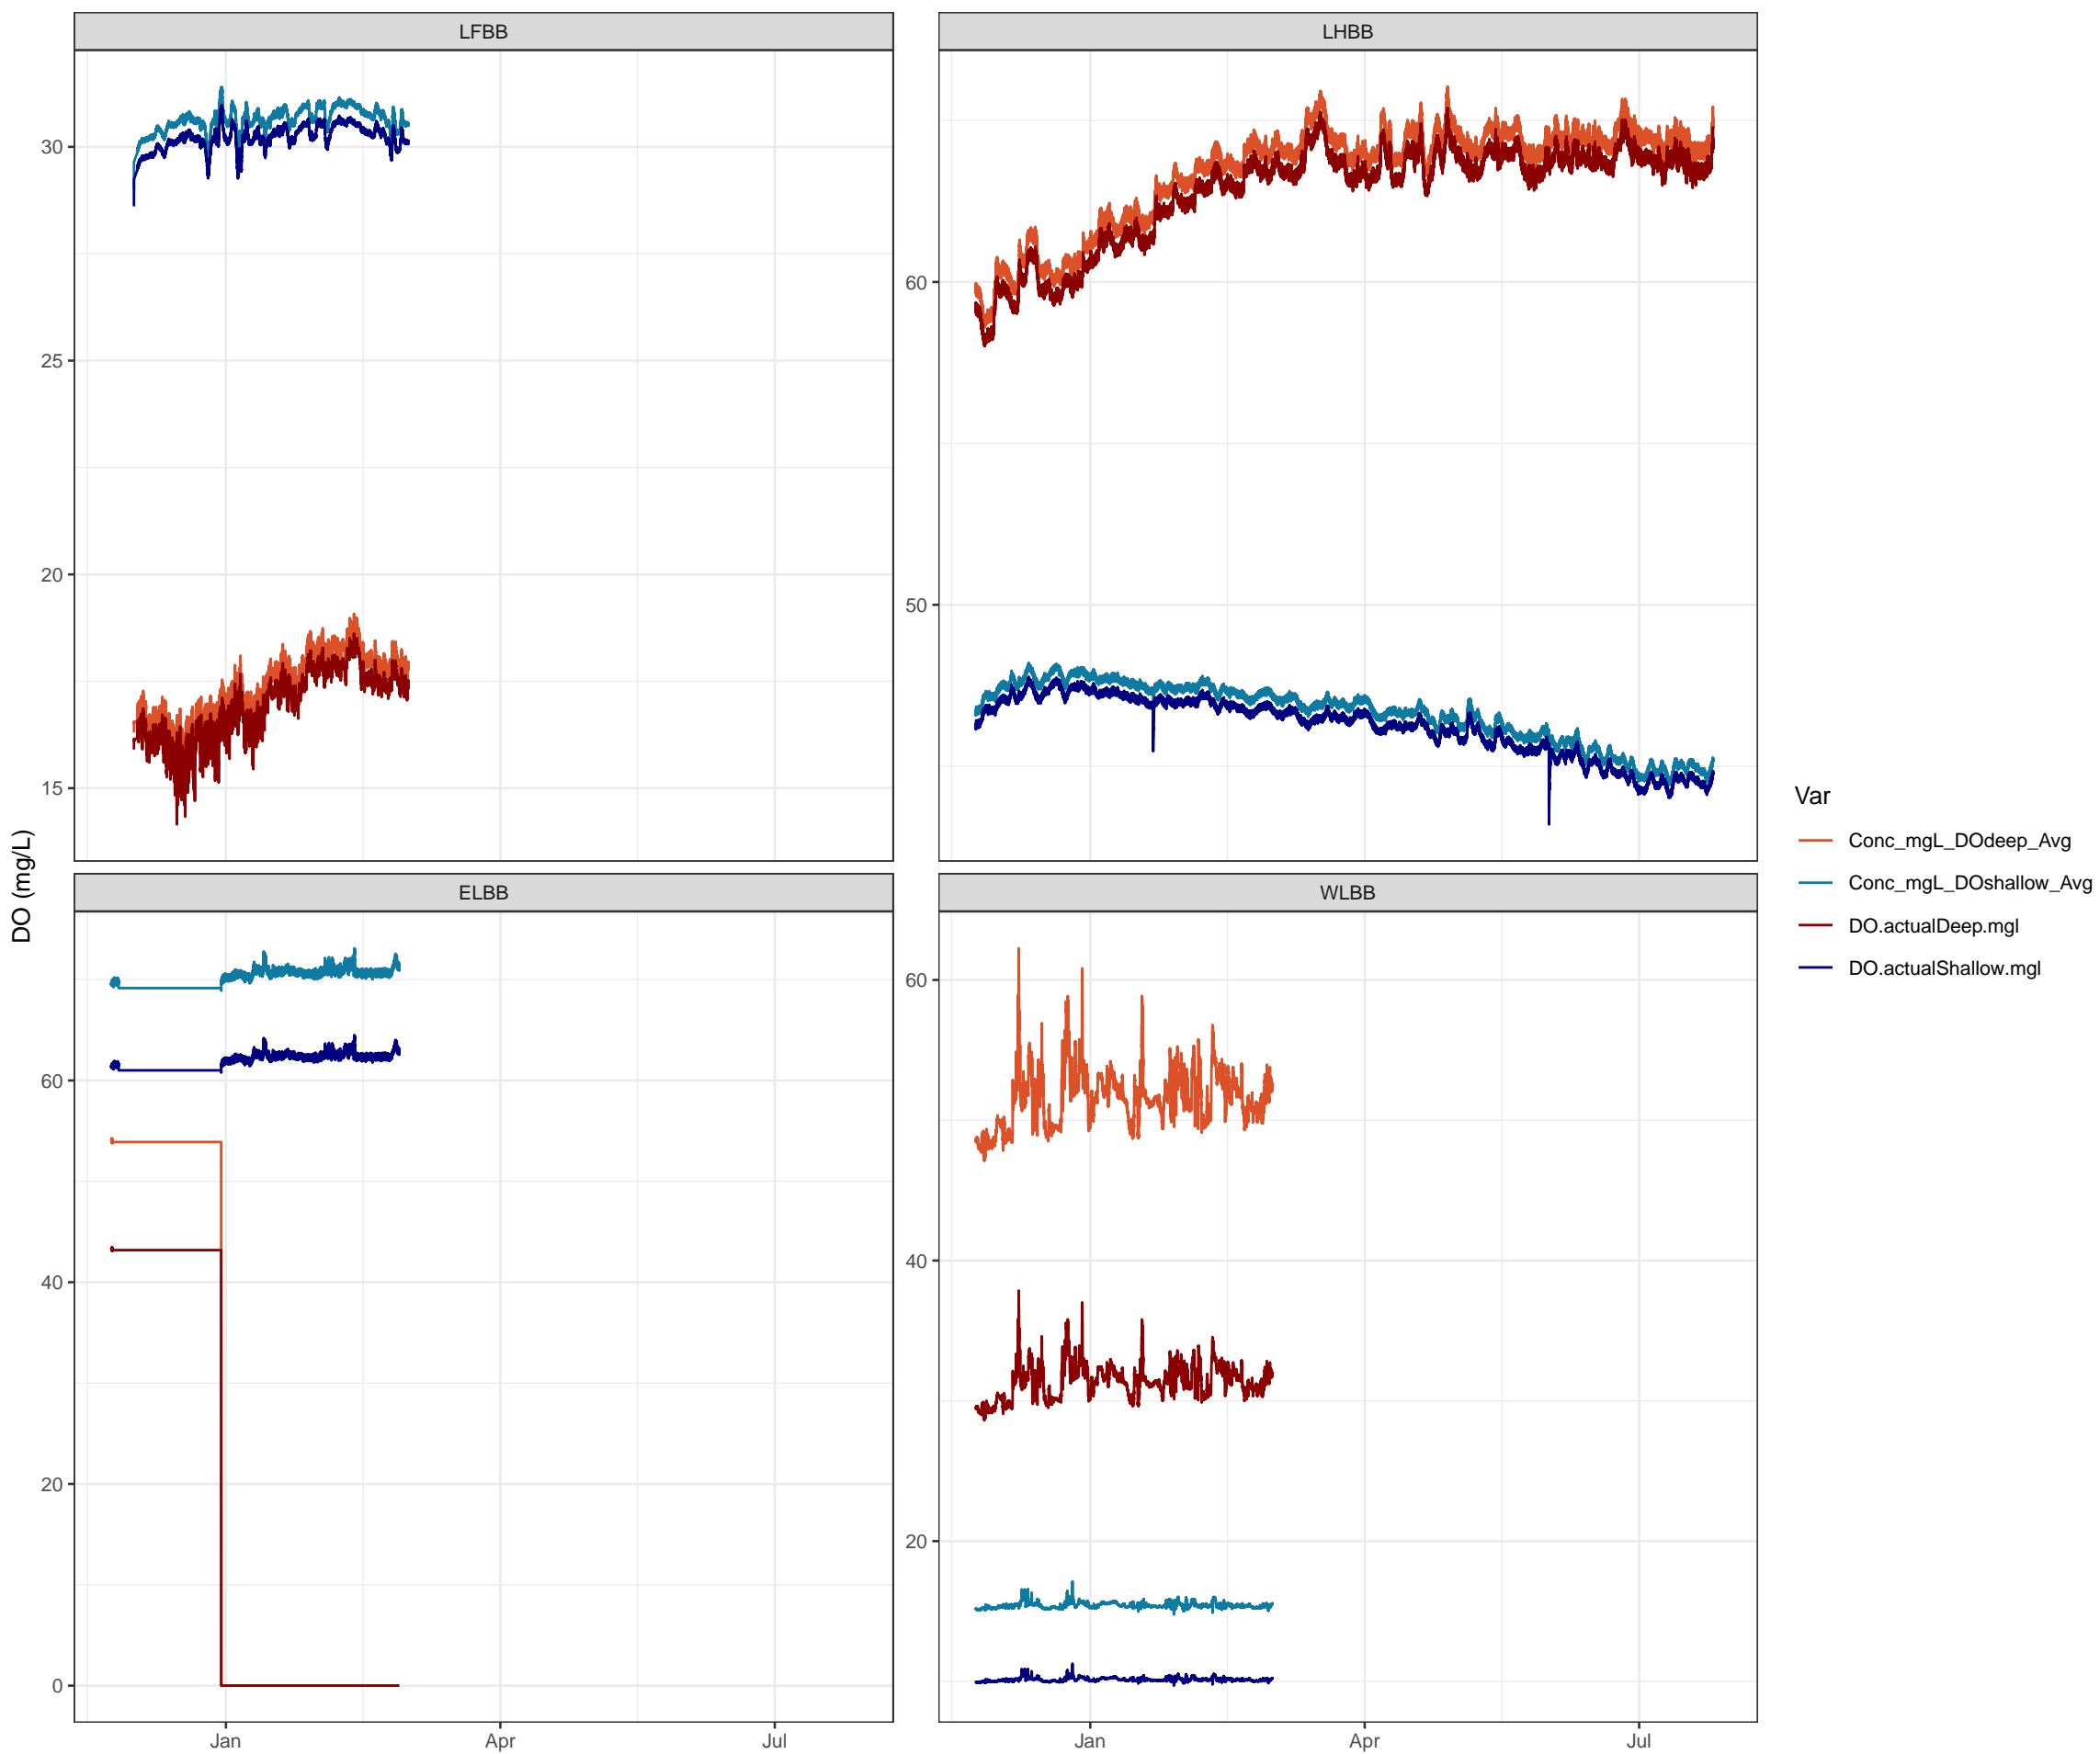 LFBB
LHBB
30
25
20
15
60
50
DO (mg/L)
ELBB
WLBB
60
40
20
0
60
40
20
Jan
Apr
Jul
Jan
Apr
Jul
Var
Conc_mgL_DOdeep_Avg
Conc_mgL_DOshallow_Avg
DO.actualDeep.mgl
DO.actualShallow.mgl